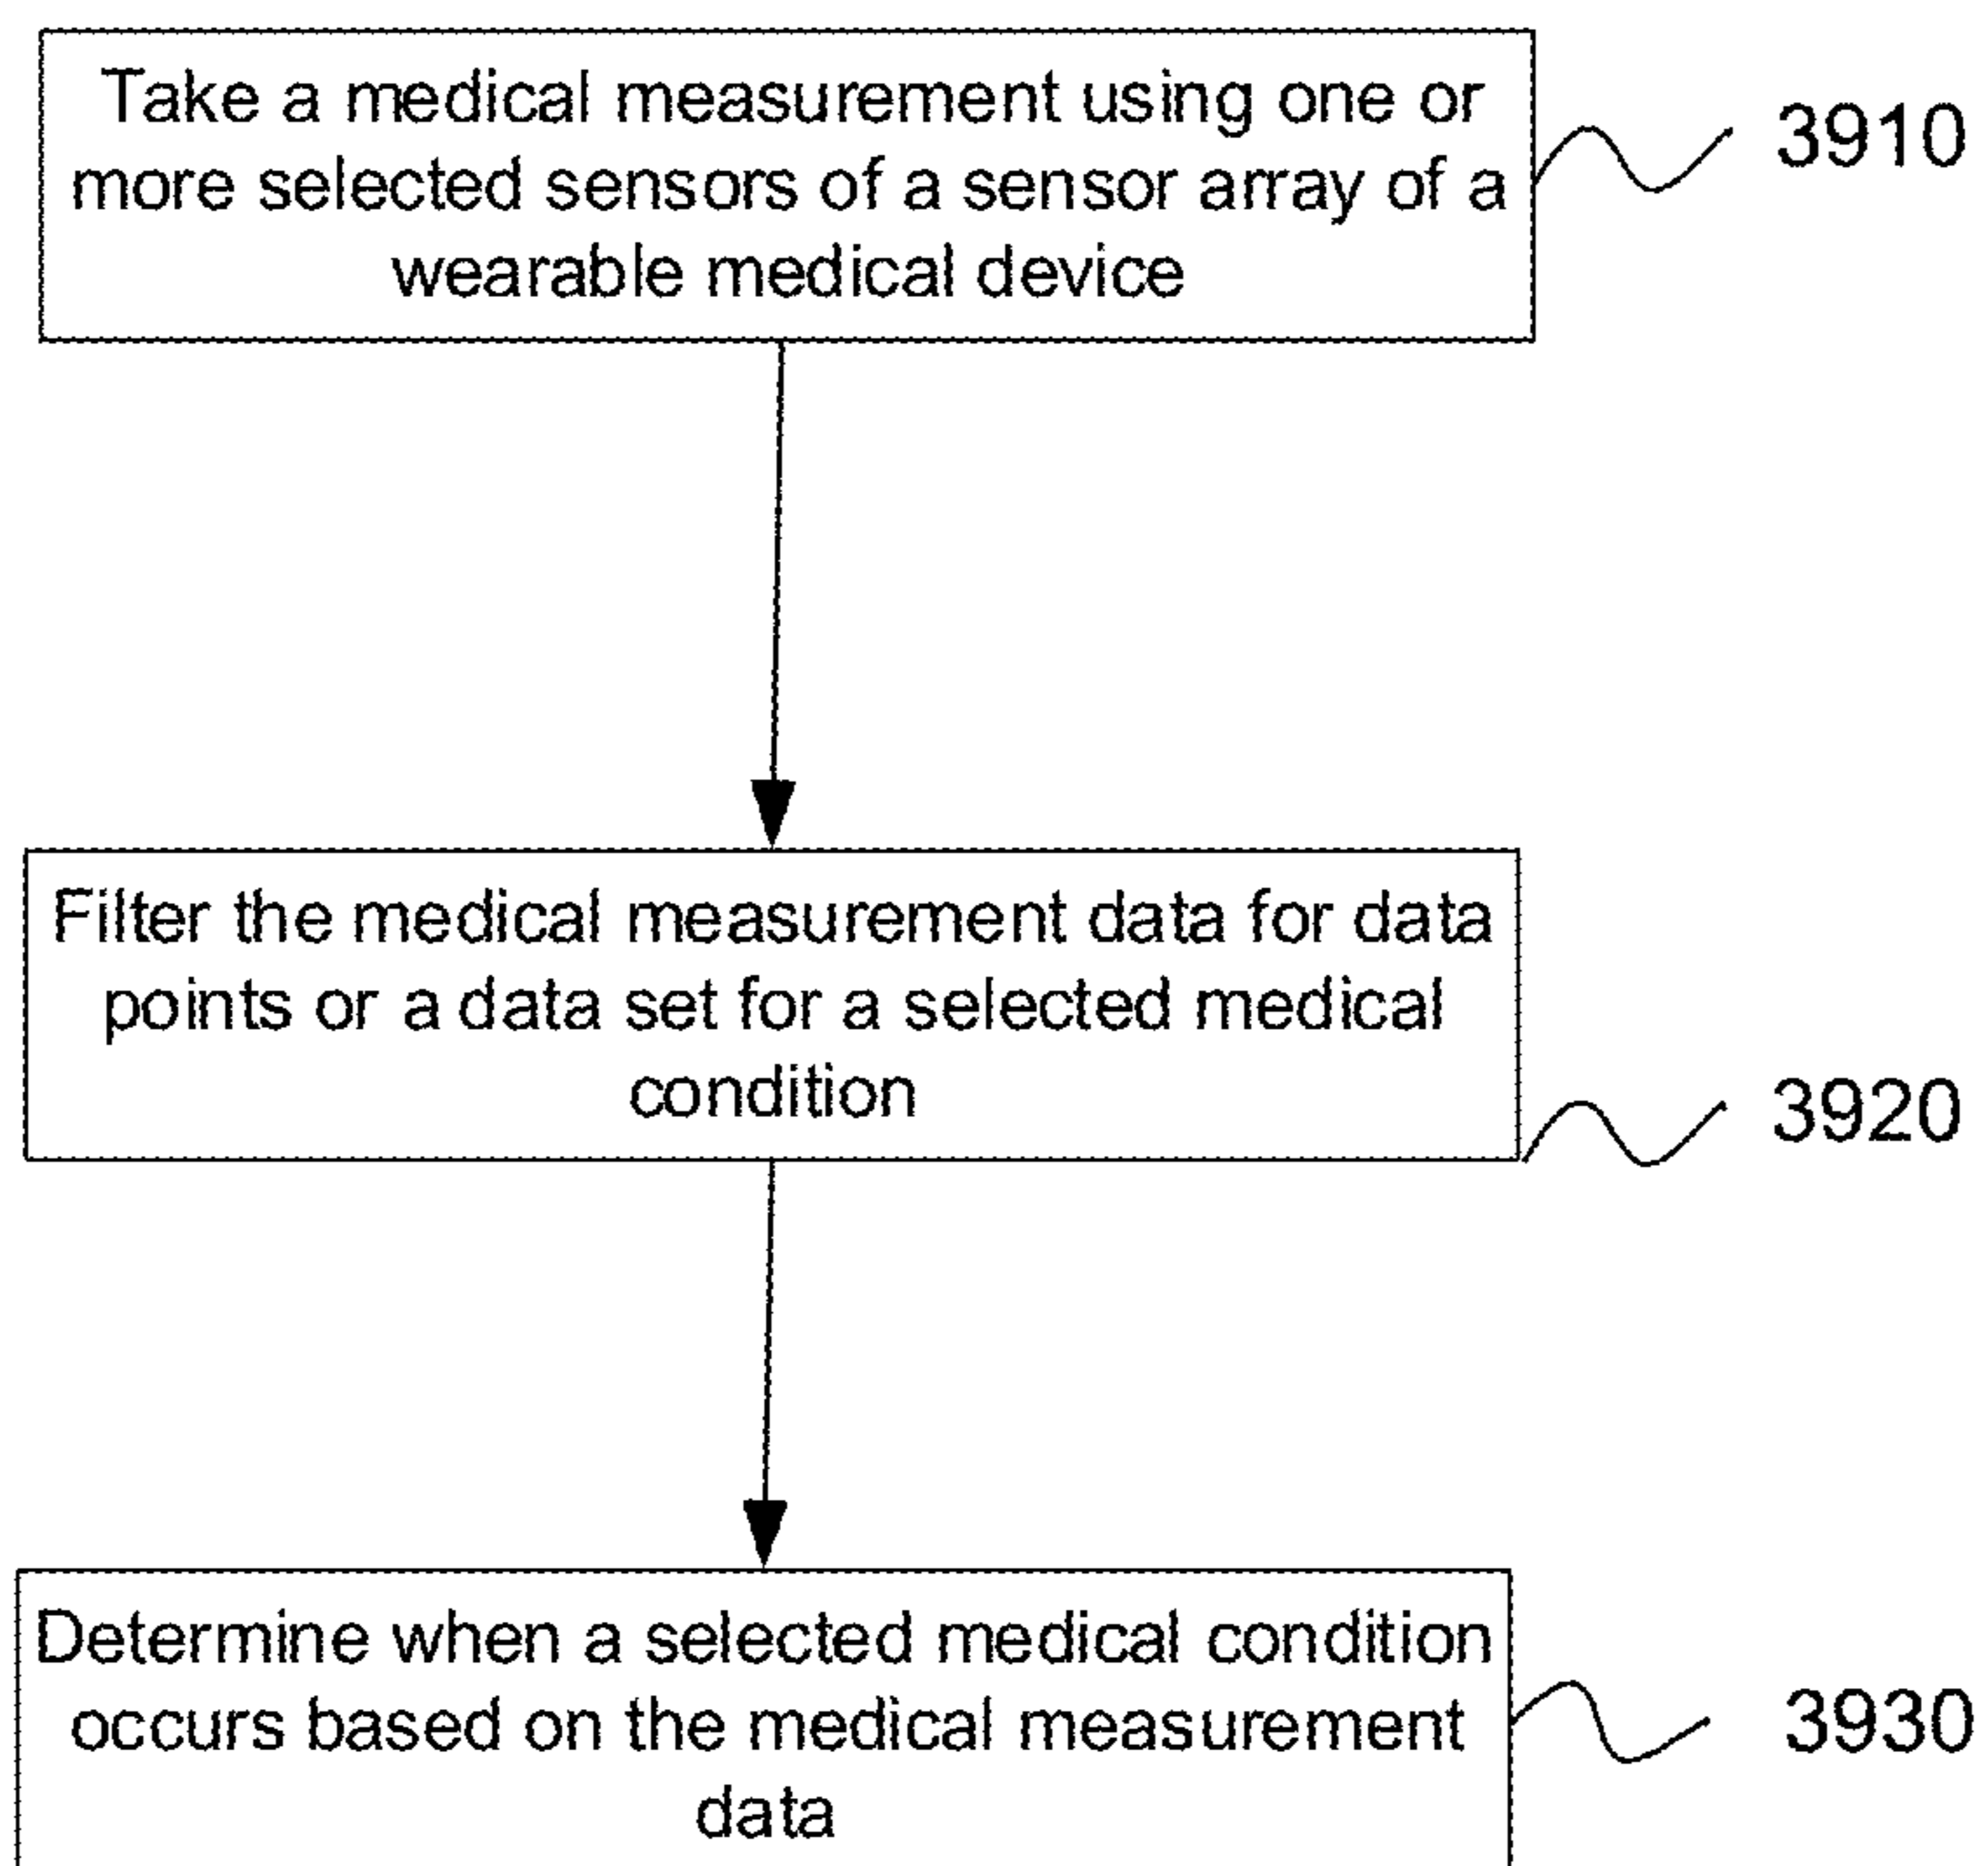 Take a medical measurement using one or
more selected sensors of a sensor array of a
wearable medical device
3910
Filter the medical measurement data for data
points or a data set for a selected medical
condition
3920
Determine when a selected medical condition
occurs based on the medical measurement
data
3930